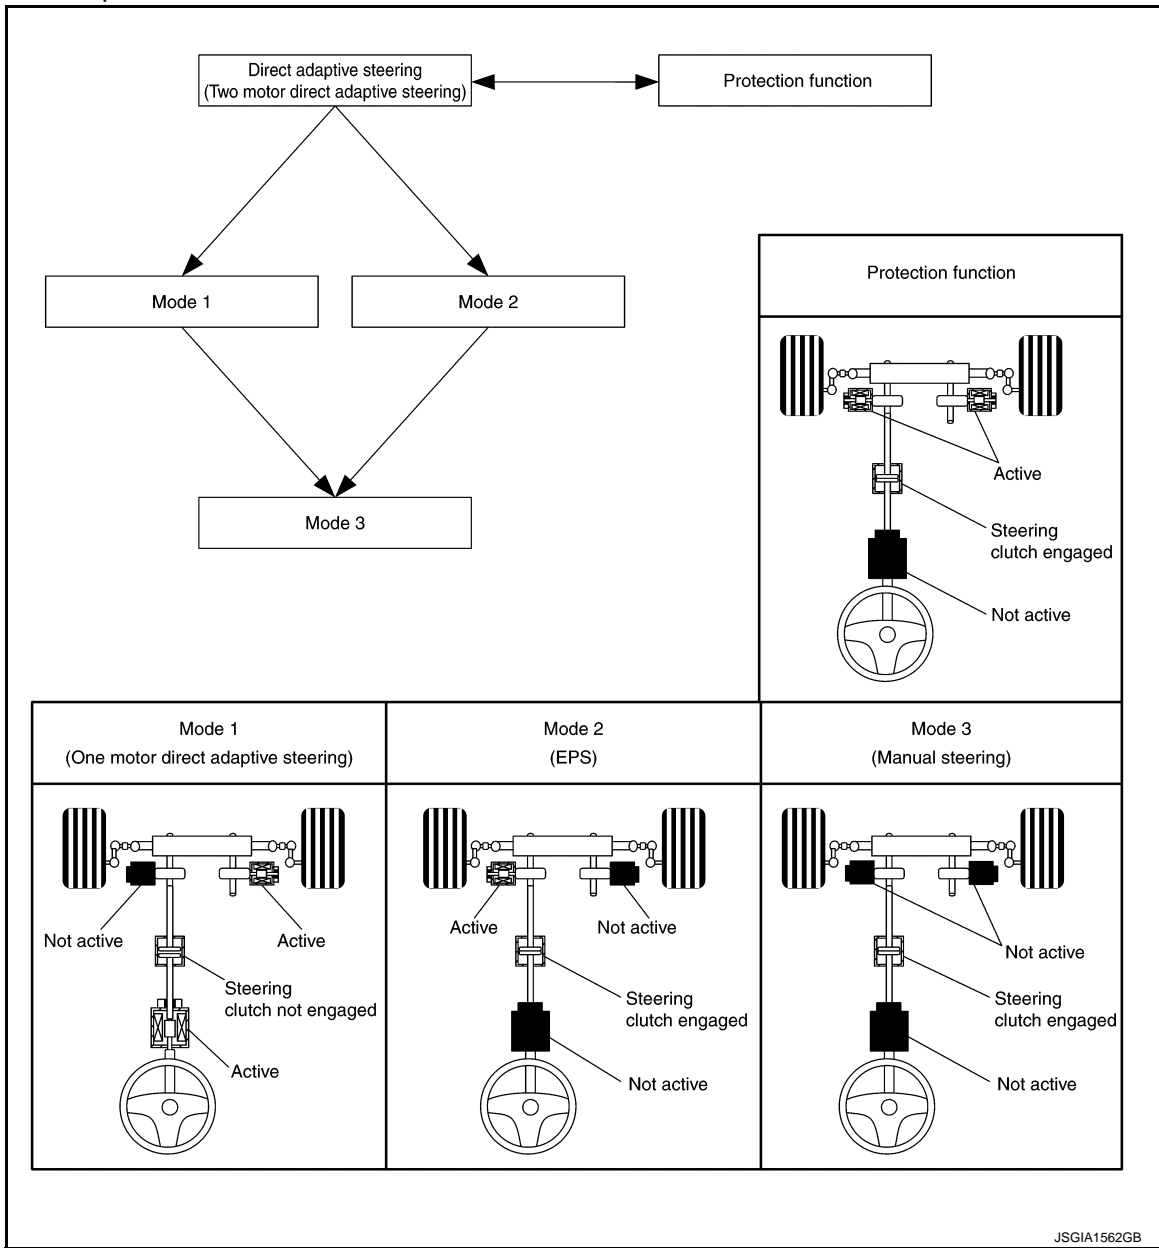 Direct adaptive steering
(Two motor direct adaptive steering)
Protection function
Mode 1
Mode 2
Mode 3
Protection function
Active
Steering
clutch engaged
Not active
Mode 1
(One motor direct adaptive steering)
Not active
Active
Steering
clutch not engaged
Active
Mode 2
(EPS)
Active
Not active
Steering
clutch engaged
Not active
Mode 3
(Manual steering)
Not active
Steering
clutch engaged
Not active
JSGIA1562GB